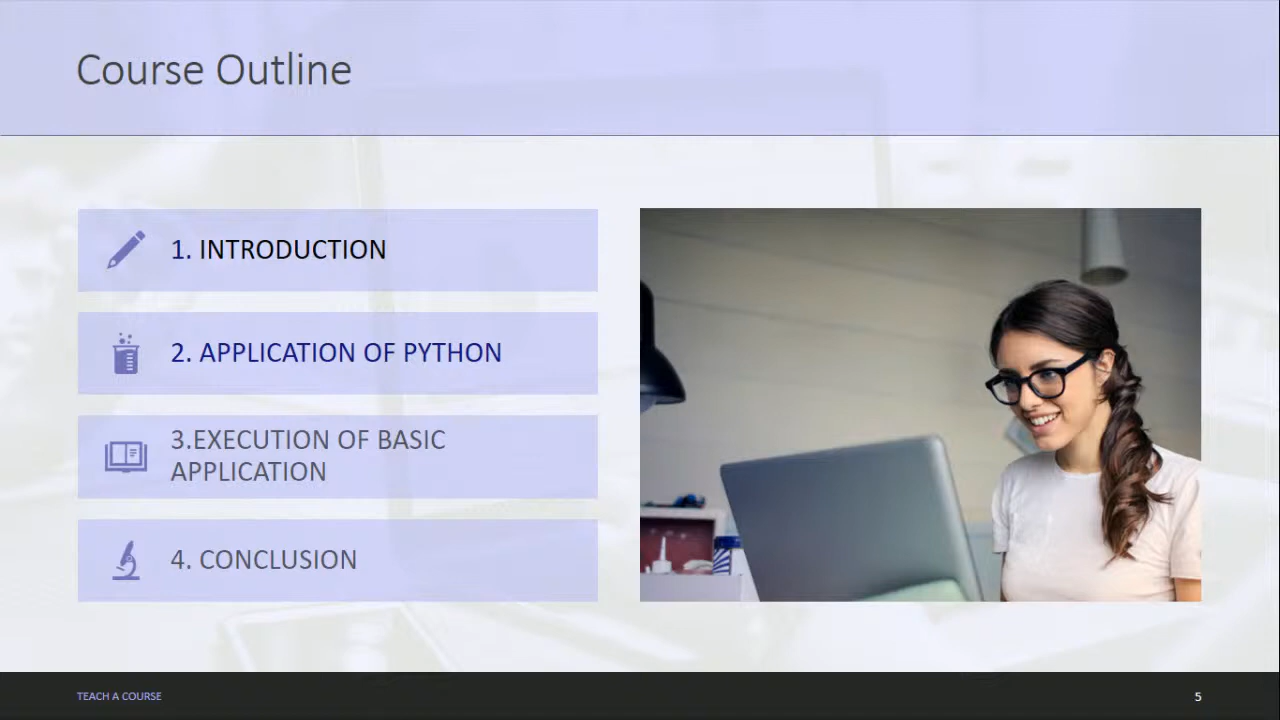 Course Outline
1. INTRODUCTION
2. APPLICATION OF PYTHON
3.EXECUTION OF BASIC
APPLICATION
4. CONCLUSION
TEACH A COURSE
5